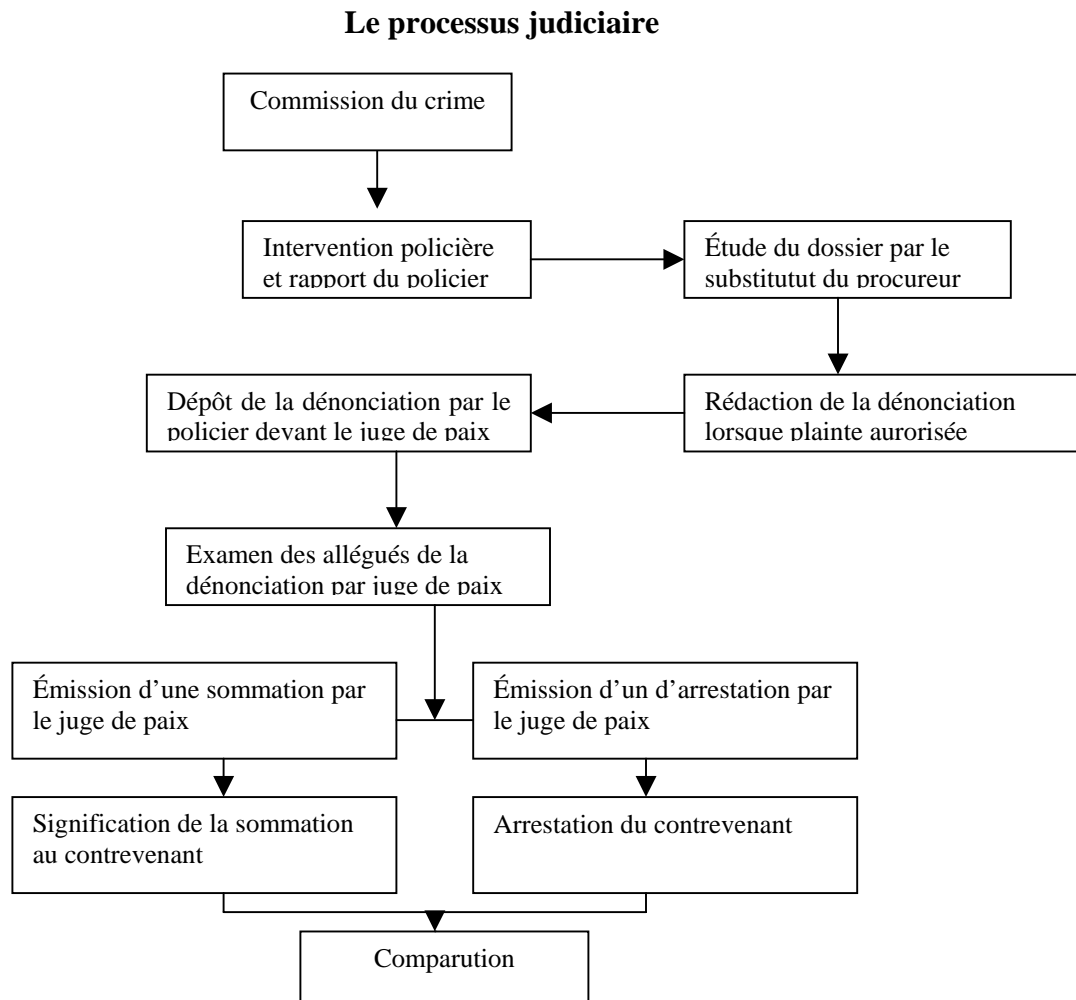 Le processus judiciaire
Commission du crime
Intervention policière
et rapport du policier
Étude du dossier par le
substitutut du procureur
Dépôt de la dénonciation par le
policier devant le juge de paix
Rédaction de la dénonciation
lorsque plainte aurorisée
Examen des allégués de la
dénonciation par juge de paix
Émission d’une sommation par
le juge de paix
Émission d’un d’arrestation par
le juge de paix
Signification de la sommation
au contrevenant
Arrestation du contrevenant
Comparution